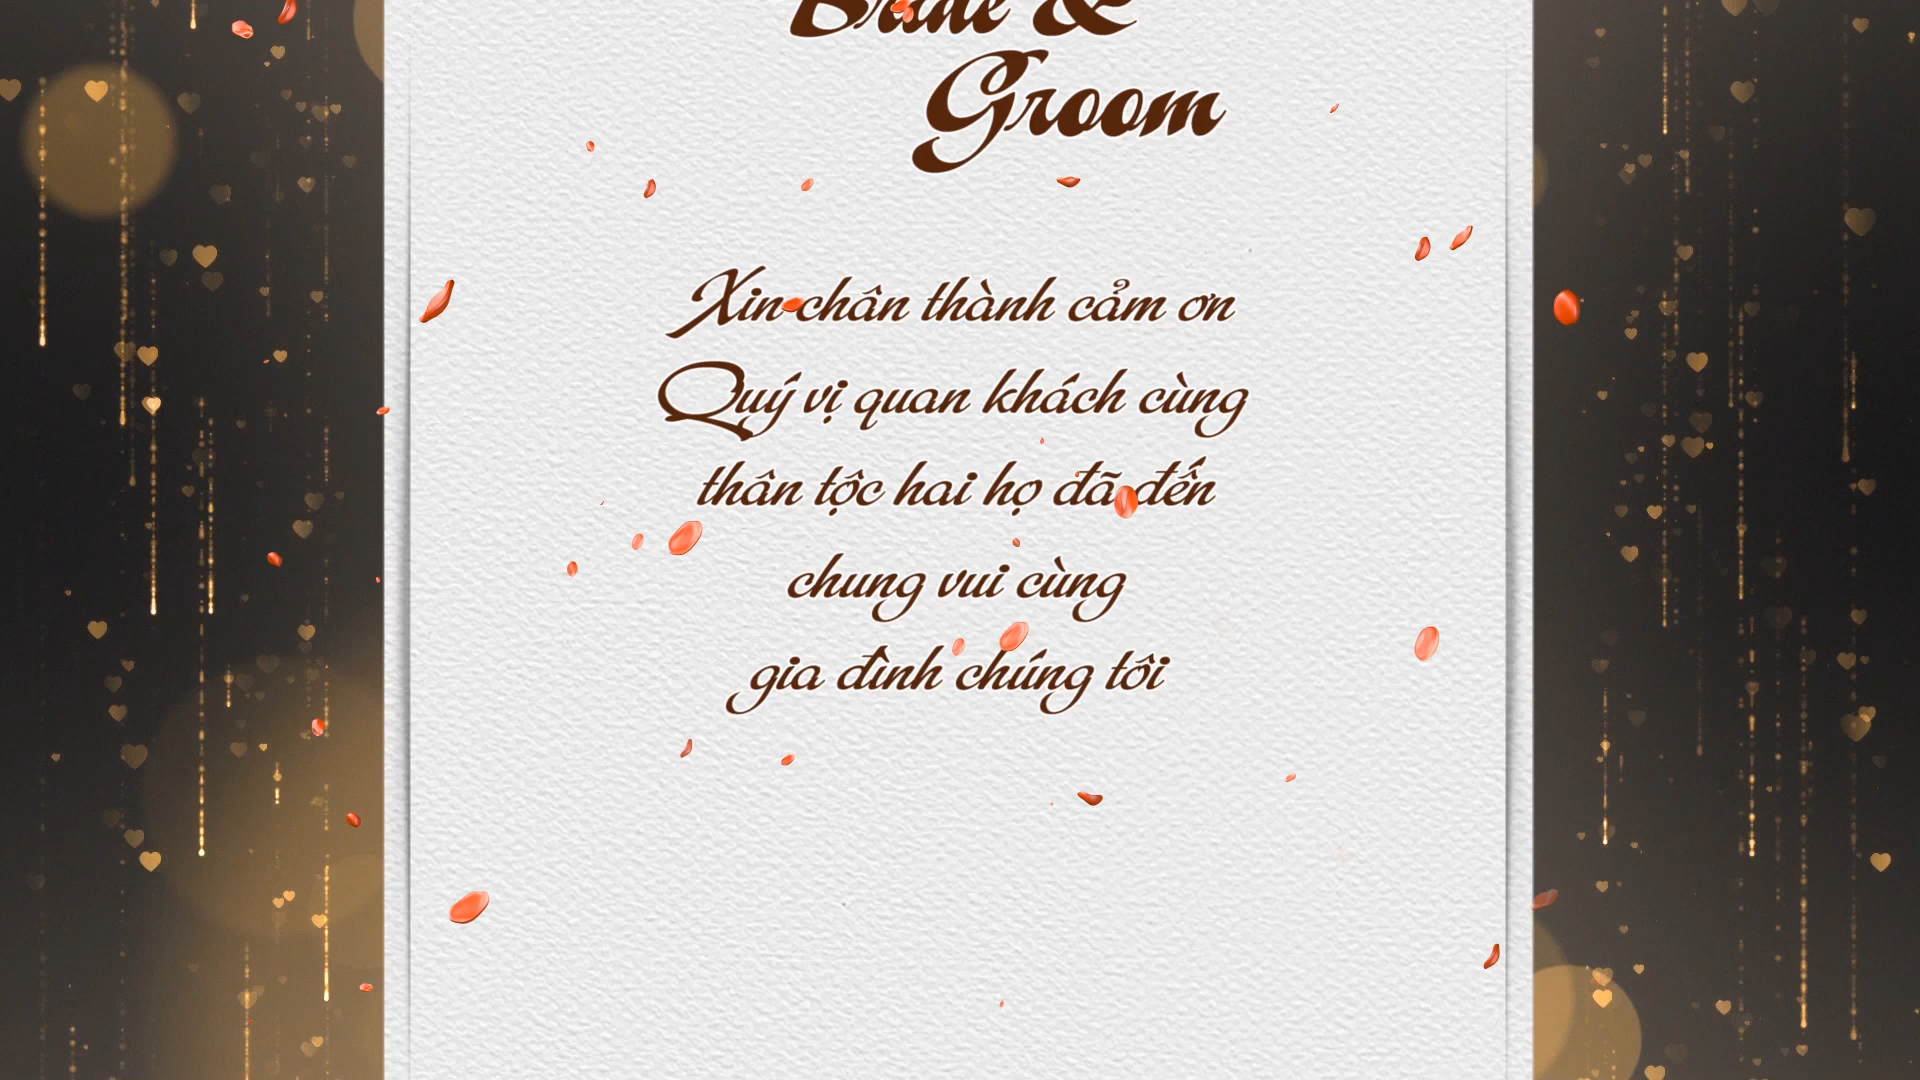 Bride &
Groom
Xin chân thành cảm ơn
Quý vị quan khách cùng
thân tộc hai họ đã đến
chung vui cùng
gia đình chúng tôi